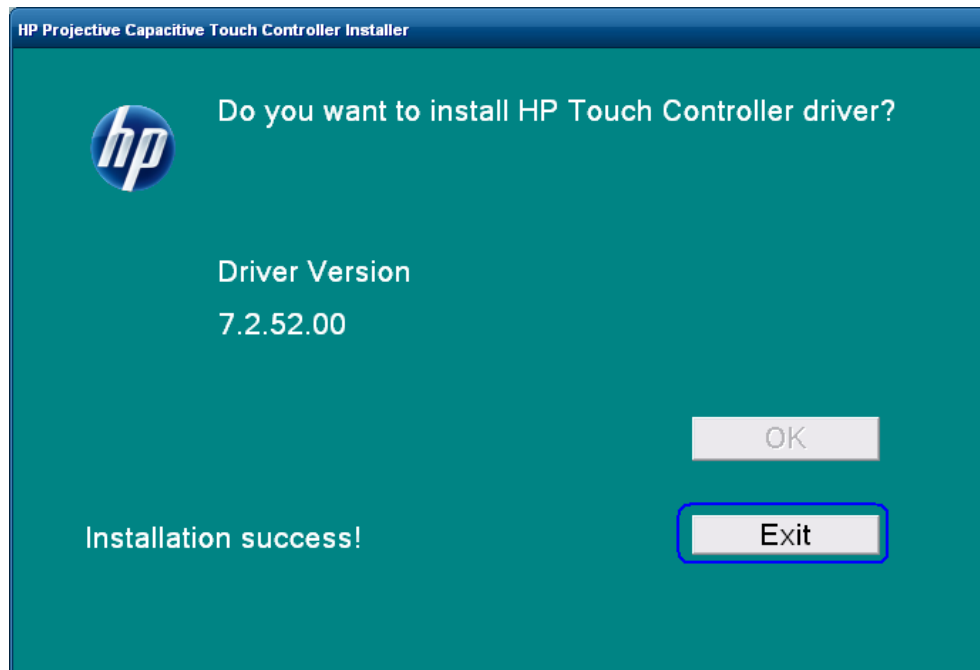 HP Projective Capacitive Touch Controller Installer
hp
Do you want to install HP Touch Controller driver?
Driver Version
7.2.52.00
OK
Installation success!
Exit